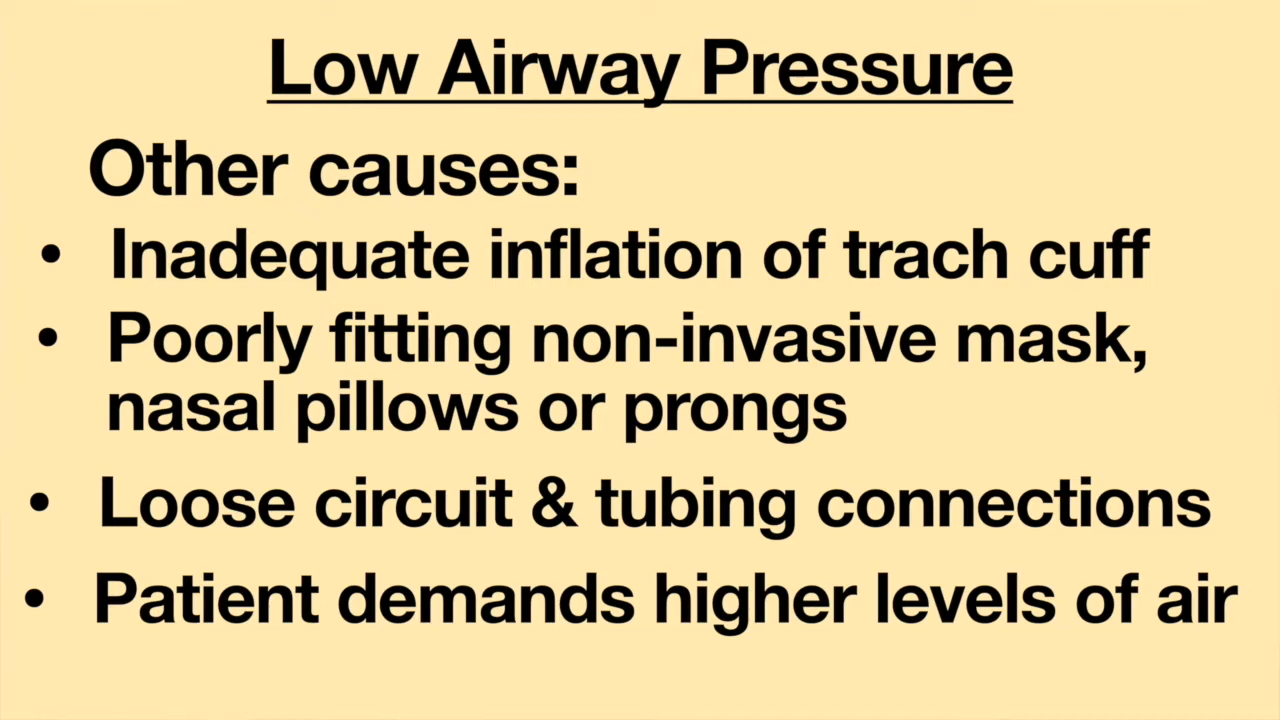 Low Airway Pressure
Other causes:
• Inadequate inflation of trach cuff
• Poorly fitting non-invasive mask,
nasal pillows or prongs
• Loose circuit & tubing connections
• Patient demands higher levels of air